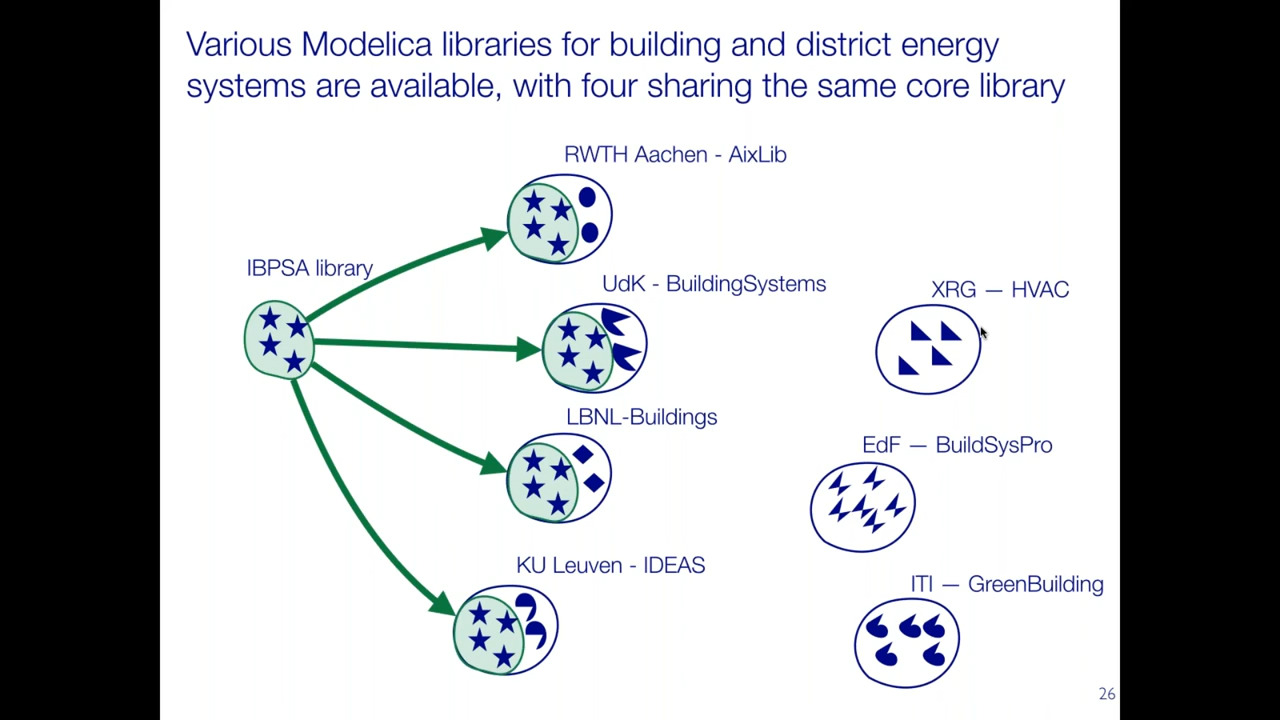 Various Modelica libraries for building and district energy
systems are available, with four sharing the same core library
RWTH Aachen - AixLib
IBPSA library
UdK - BuildingSystems
XRG — HVAC
LBNL-Buildings
EdF — BuildSysPro
KU Leuven - IDEAS
ITI — GreenBuilding
26